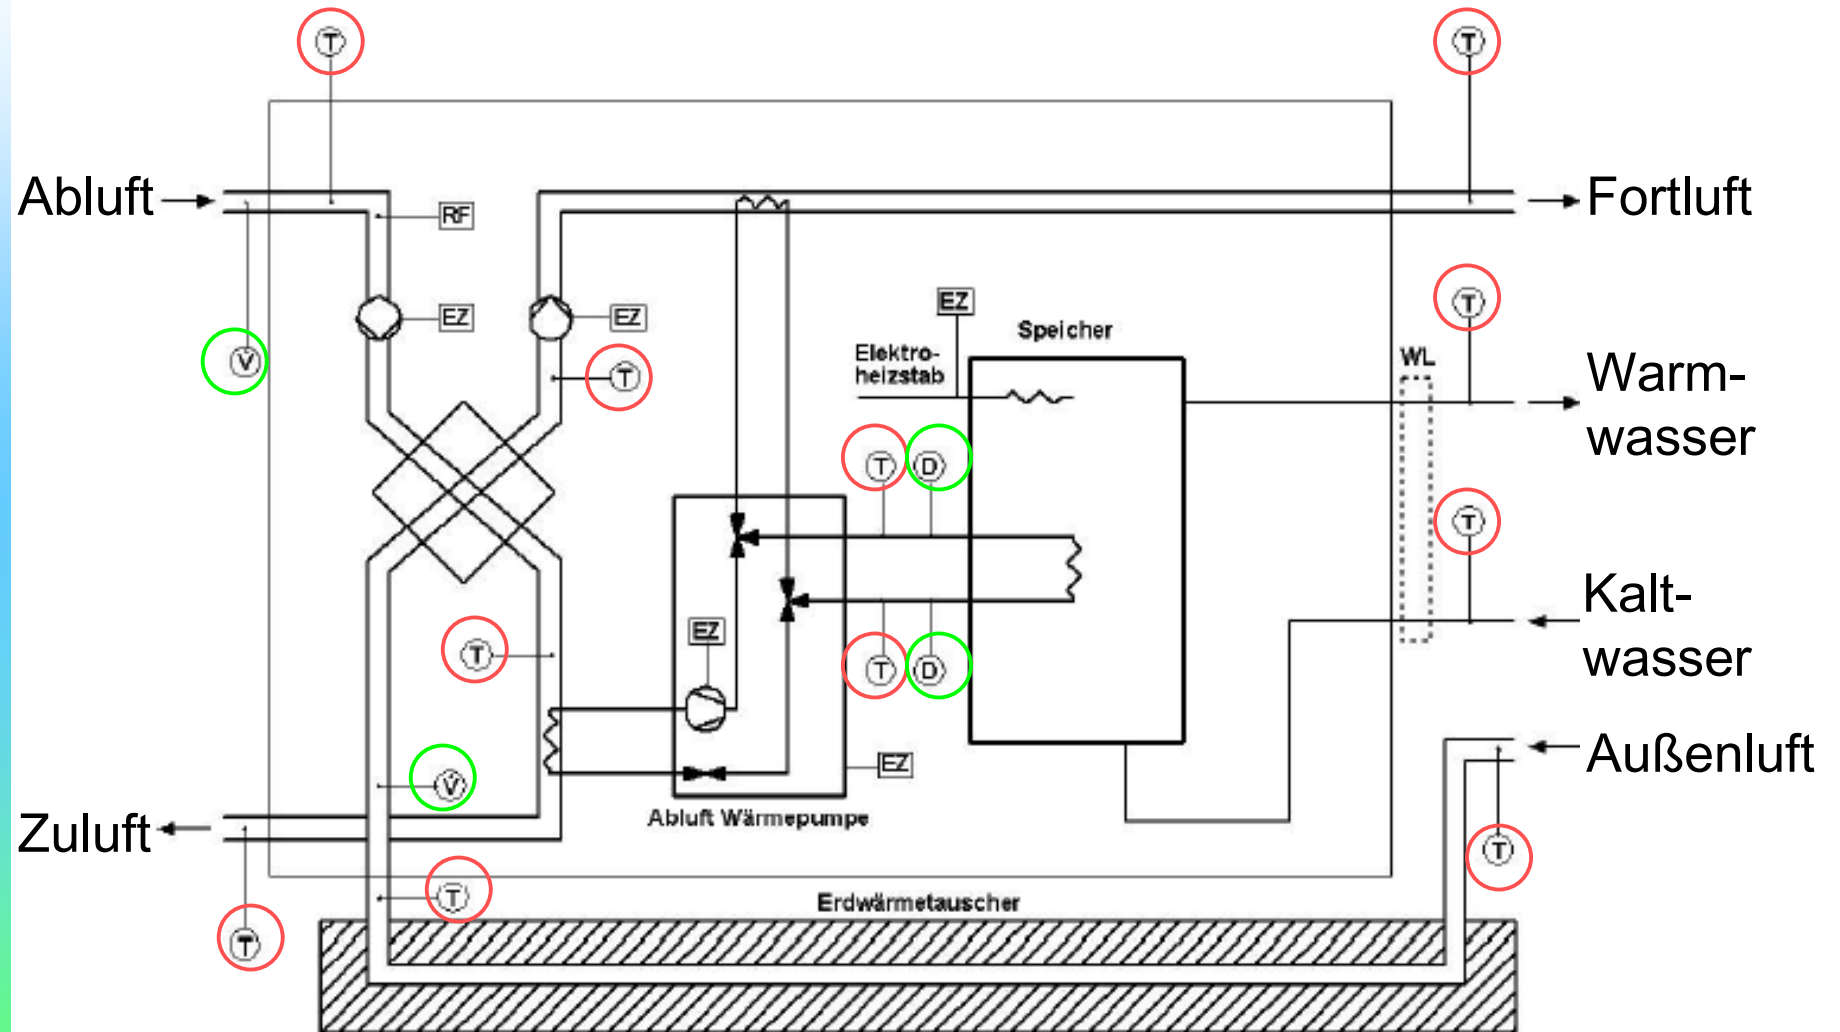 T
T
Abluft
RF
Fortluft
EZ
EZ
EZ
T
V̇
T
Speicher
Elektro-
heizstab
WL
Warm-
wasser
T
D
T
EZ
T
T
D
Kalt-
wasser
V̇
EZ
Außenluft
Abluft Wärmepumpe
Zuluft
T
T
T
Erdwärmetauscher